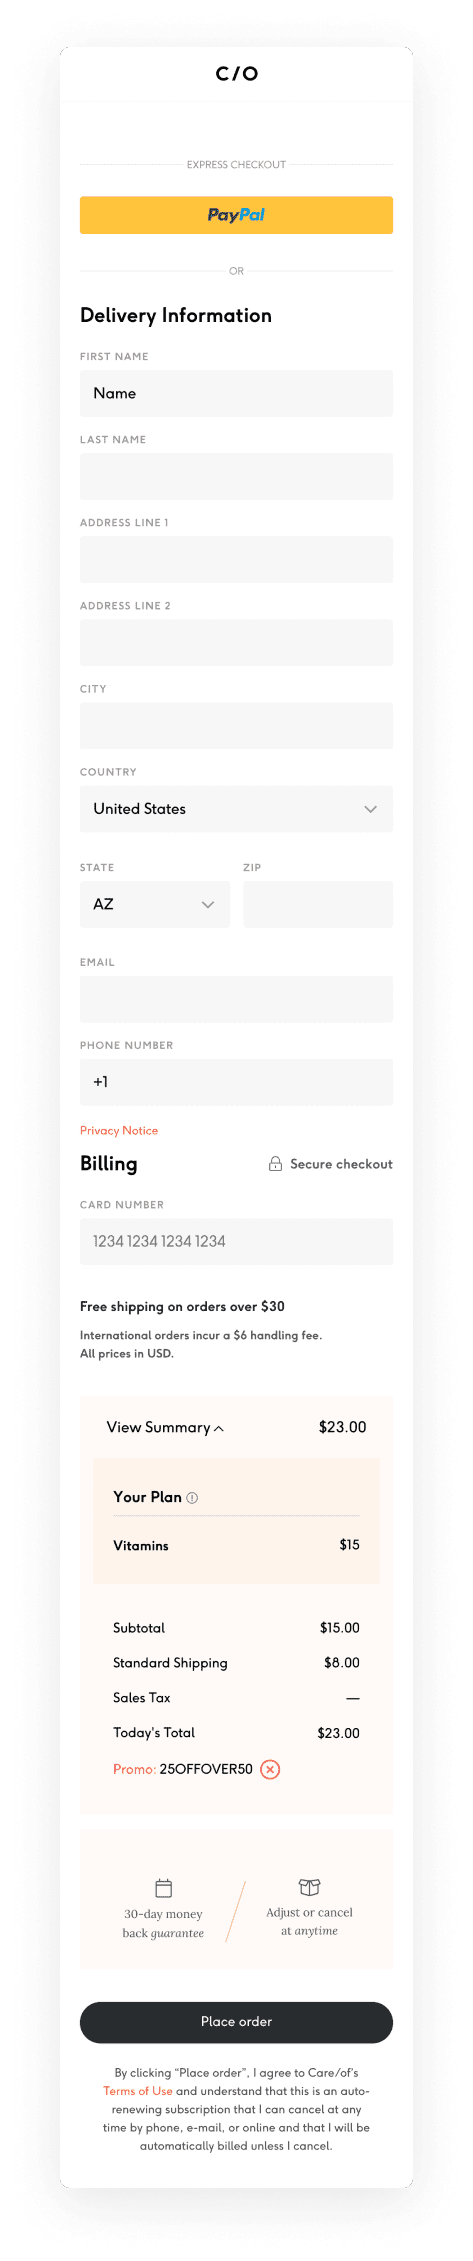 C/O
EXPRESS CHECKOUT
PayPal
OR
Delivery Information
FIRST NAME
Name
LAST NAME
ADDRESS LINE 1
ADDRESS LINE 2
CITY
COUNTRY
United States
STATE ZIP
AZ
EMAIL
PHONE NUMBER
+1
Privacy Notice
Billing Secure checkout
CARD NUMBER
1234 1234 1234 1234
Free shipping on orders over $30
International orders incur a $6 handling fee.
All prices in USD.
View Summary $23.00
Your Plan
Vitamins $15
Subtotal $15.00
Standard Shipping $8.00
Sales Tax —
Today's Total $23.00
Promo: 25OFFOVER50
30-day money
back guarantee
Adjust or cancel
at anytime
Place order
By clicking “Place order”, I agree to Care/of's
Terms of Use and understand that this is an auto-
renewing subscription that I can cancel at any
time by phone, e-mail, or online and that I will be
automatically billed unless I cancel.